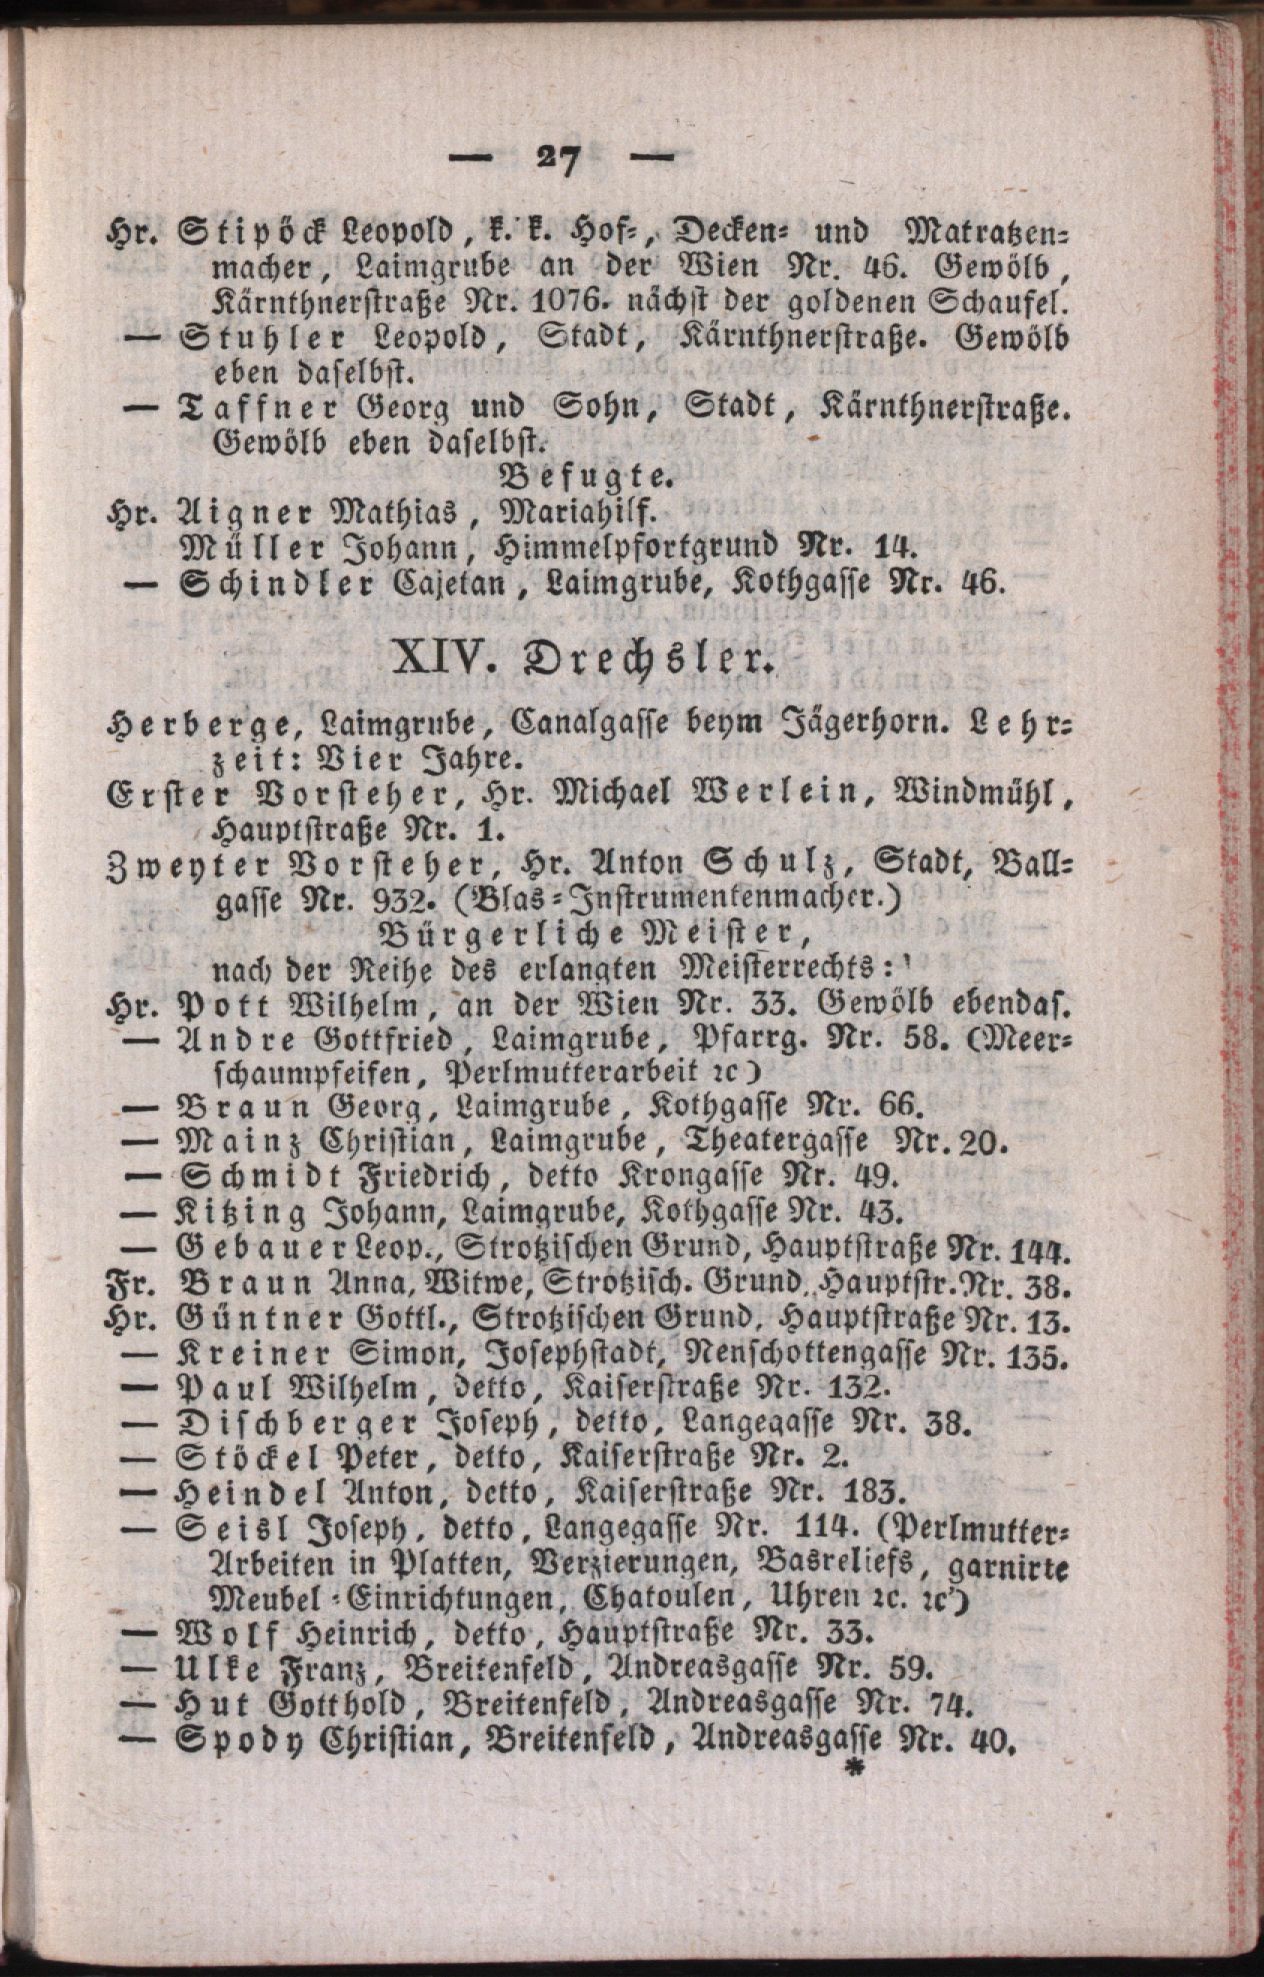 — 27 —
Hr. Stipöck Leopold, k. k. Hof-, Decken- und Matratzen-
macher, Laimgrube an der Wien Nr. 46. Gewölb,
Kärnthnerstraße Nr. 1076. nächst der goldenen Schaufel.
— Stuhler Leopold, Stadt, Kärnthnerstraße. Gewölb
eben daselbst.
— Taffner Georg und Sohn, Stadt, Kärnthnerstraße.
Gewölb eben daselbst.
Befugte.
Hr. Aigner Mathias, Mariahilf.
Müller Johann, Himmelpfortgrund Nr. 14.
— Schindler Cajetan, Laimgrube, Kothgasse Nr. 46.
XIV. Drechsler.
Herberge, Laimgrube, Canalgasse beym Jägerhorn. Lehr-
zeit: Vier Jahre.
Erster Vorsteher, Hr. Michael Werlein, Windmühl,
Hauptstraße Nr. 1.
Zweyter Vorsteher, Hr. Anton Schulz, Stadt, Ball-
gasse Nr. 932. (Blas-Instrumentenmacher.)
Bürgerliche Meister,
nach der Reihe des erlangten Meisterrechts:
Hr. Pott Wilhelm, an der Wien Nr. 33. Gewölb ebendas.
— Andre Gottfried, Laimgrube, Pfarrg. Nr. 58. (Meer-
schaumpfeifen, Perlmutterarbeit ꝛc)
— Braun Georg, Laimgrube, Kothgasse Nr. 66.
— Mainz Christian, Laimgrube, Theatergasse Nr. 20.
— Schmidt Friedrich, detto Krongasse Nr. 49.
— Kitzing Johann, Laimgrube, Kothgasse Nr. 43.
— Gebauer Leop., Strotzischen Grund, Hauptstraße Nr. 144.
Fr. Braun Anna, Witwe, Strotzisch. Grund, Hauptstr. Nr. 38.
Hr. Güntner Gottl., Strotzischen Grund, Hauptstraße Nr. 13.
— Kreiner Simon, Josephstadt, Nenschottengasse Nr. 135.
— Paul Wilhelm, detto, Kaiserstraße Nr. 132.
— Dischberger Joseph, detto, Langegasse Nr. 38.
— Stöckel Peter, detto, Kaiserstraße Nr. 2.
— Heindel Anton, detto, Kaiserstraße Nr. 183.
— Seisl Joseph, detto, Langegasse Nr. 114. (Perlmutter-
Arbeiten in Platten, Verzierungen, Basreliefs, garnirte
Meubel-Einrichtungen, Chatoulen, Uhren ꝛc. ꝛc)
— Wolf Heinrich, detto, Hauptstraße Nr. 33.
— Ulke Franz, Breitenfeld, Andreasgasse Nr. 59.
— Hut Gotthold, Breitenfeld, Andreasgasse Nr. 74.
— Spody Christian, Breitenfeld, Andreasgasse Nr. 40.
*